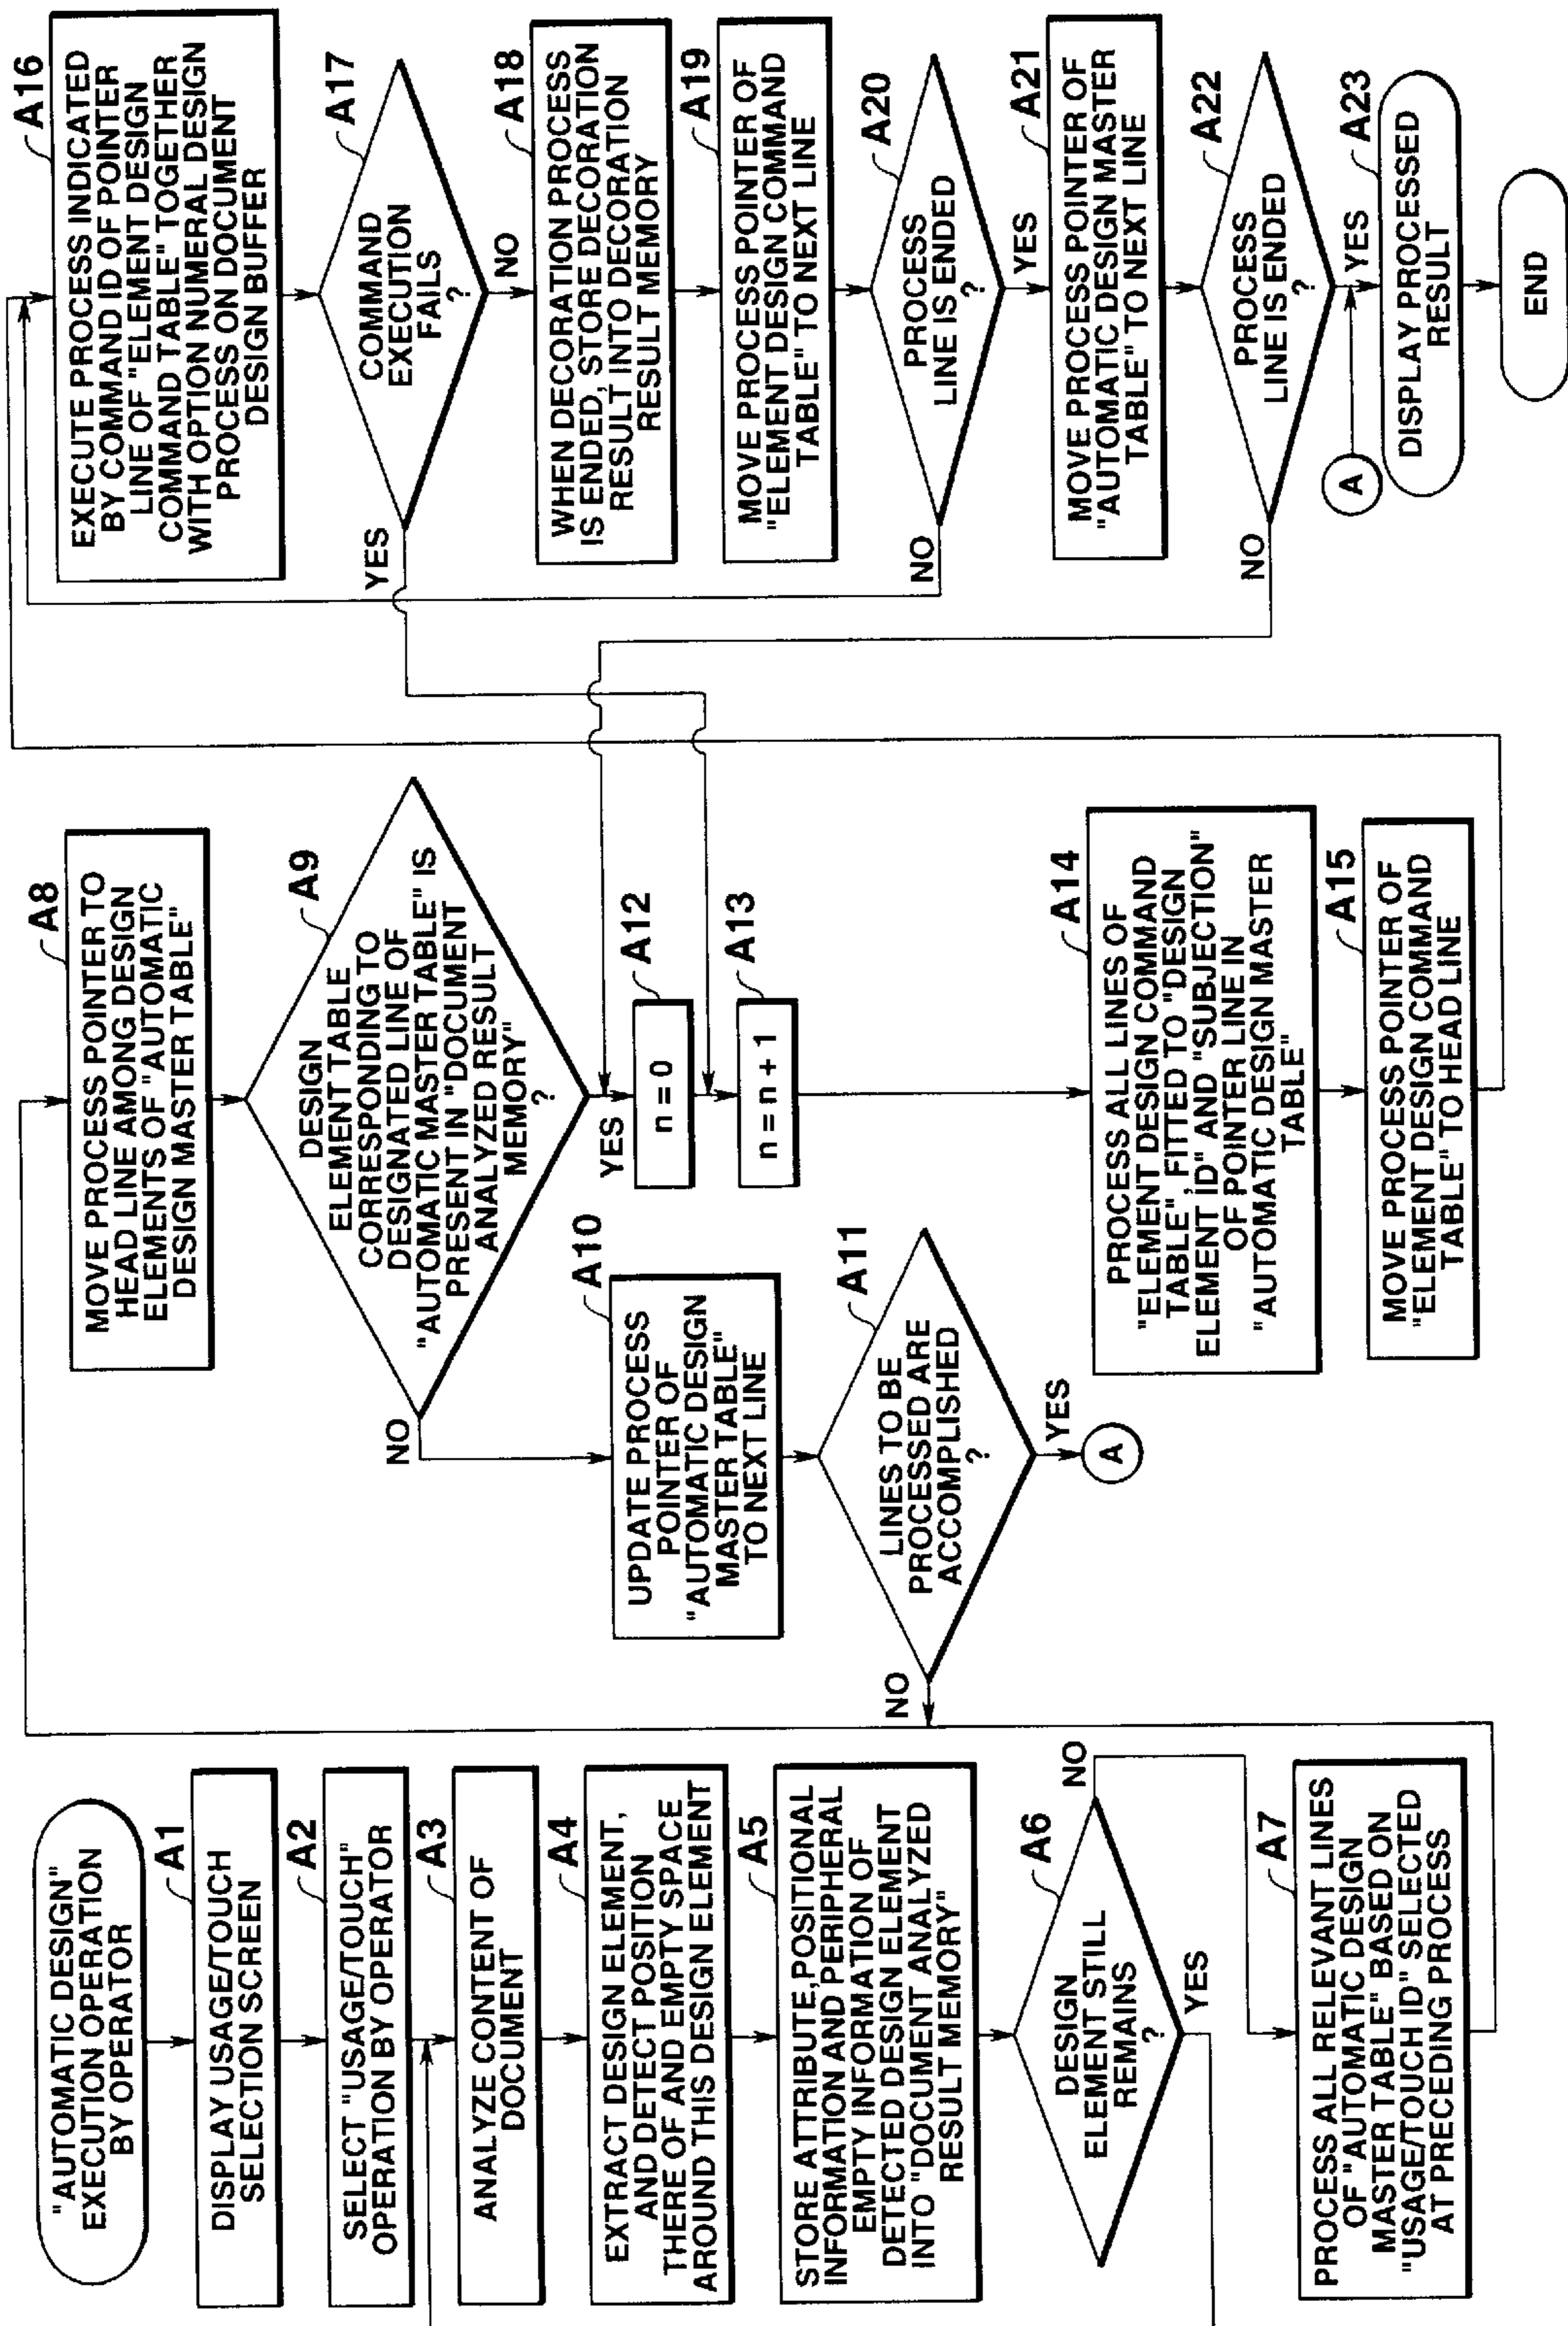 "AUTOMATIC DESIGN"
EXECUTION OPERATION
BY OPERATOR
A1
DISPLAY USAGE/TOUCH
SELECTION SCREEN
A2
SELECT "USAGE/TOUCH"
OPERATION BY OPERATOR
A3
ANALYZE CONTENT OF
DOCUMENT
A4
EXTRACT DESIGN ELEMENT,
AND DETECT POSITION
THERE OF AND EMPTY SPACE
AROUND THIS DESIGN ELEMENT
A5
STORE ATTRIBUTE,POSITIONAL
INFORMATION AND PERIPHERAL
EMPTY INFORMATION OF
DETECTED DESIGN ELEMENT
INTO "DOCUMENT ANALYZED
RESULT MEMORY"
A6
DESIGN
ELEMENT STILL
REMAINS
?
NO
YES
A7
PROCESS ALL RELEVANT LINES
OF "AUTOMATIC DESIGN
MASTER TABLE" BASED ON
"USAGE/TOUCH ID" SELECTED
AT PRECEDING PROCESS
A8
MOVE PROCESS POINTER TO
HEAD LINE AMONG DESIGN
ELEMENTS OF "AUTOMATIC
DESIGN MASTER TABLE"
A9
DESIGN
ELEMENT TABLE
CORRESPONDING TO
DESIGNATED LINE OF
"AUTOMATIC MASTER TABLE" IS
PRESENT IN "DOCUMENT
ANALYZED RESULT
MEMORY"
?
NO
YES
A10
UPDATE PROCESS
POINTER OF
"AUTOMATIC DESIGN
MASTER TABLE"
TO NEXT LINE
A11
LINES TO BE
PROCESSED ARE
ACCOMPLISHED
?
NO
YES
A
A12
n = 0
A13
n = n + 1
A14
PROCESS ALL LINES OF
"ELEMENT DESIGN COMMAND
TABLE", FITTED TO "DESIGN
ELEMENT ID" AND "SUBJECTION"
OF POINTER LINE IN
"AUTOMATIC DESIGN MASTER
TABLE"
A15
MOVE PROCESS POINTER OF
"ELEMENT DESIGN COMMAND
TABLE" TO HEAD LINE
A16
EXECUTE PROCESS INDICATED
BY COMMAND ID OF POINTER
LINE OF "ELEMENT DESIGN
COMMAND TABLE" TOGETHER
WITH OPTION NUMERAL DESIGN
PROCESS ON DOCUMENT
DESIGN BUFFER
A17
COMMAND
EXECUTION
FAILS
?
YES
NO
A18
WHEN DECORATION PROCESS
IS ENDED, STORE DECORATION
RESULT INTO DECORATION
RESULT MEMORY
A19
MOVE PROCESS POINTER OF
"ELEMENT DESIGN COMMAND
TABLE" TO NEXT LINE
A20
PROCESS
LINE IS ENDED
?
NO
YES
A21
MOVE PROCESS POINTER OF
"AUTOMATIC DESIGN MASTER
TABLE" TO NEXT LINE
A22
PROCESS
LINE IS ENDED
?
NO
YES
A
A23
DISPLAY PROCESSED
RESULT
END